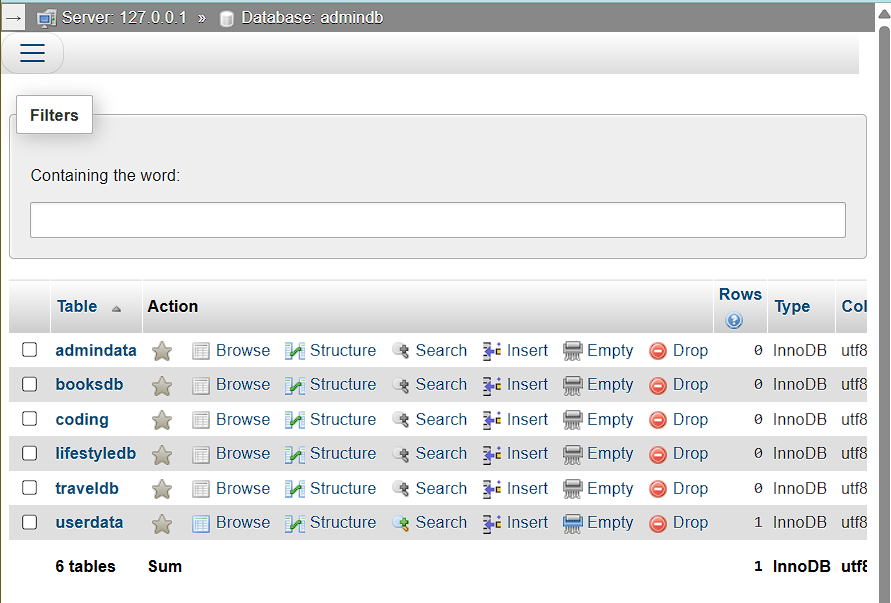 Server: 127.0.0.1 » Database: admindb
Filters
Containing the word:
Table Action Rows Type Col
admindata Browse Structure Search Insert Empty Drop 0 InnoDB utf8
booksdb Browse Structure Search Insert Empty Drop 0 InnoDB utf8
coding Browse Structure Search Insert Empty Drop 0 InnoDB utf8
lifestyledb Browse Structure Search Insert Empty Drop 0 InnoDB utf8
traveldb Browse Structure Search Insert Empty Drop 0 InnoDB utf8
userdata Browse Structure Search Insert Empty Drop 1 InnoDB utf8
6 tables Sum 1 InnoDB utf8